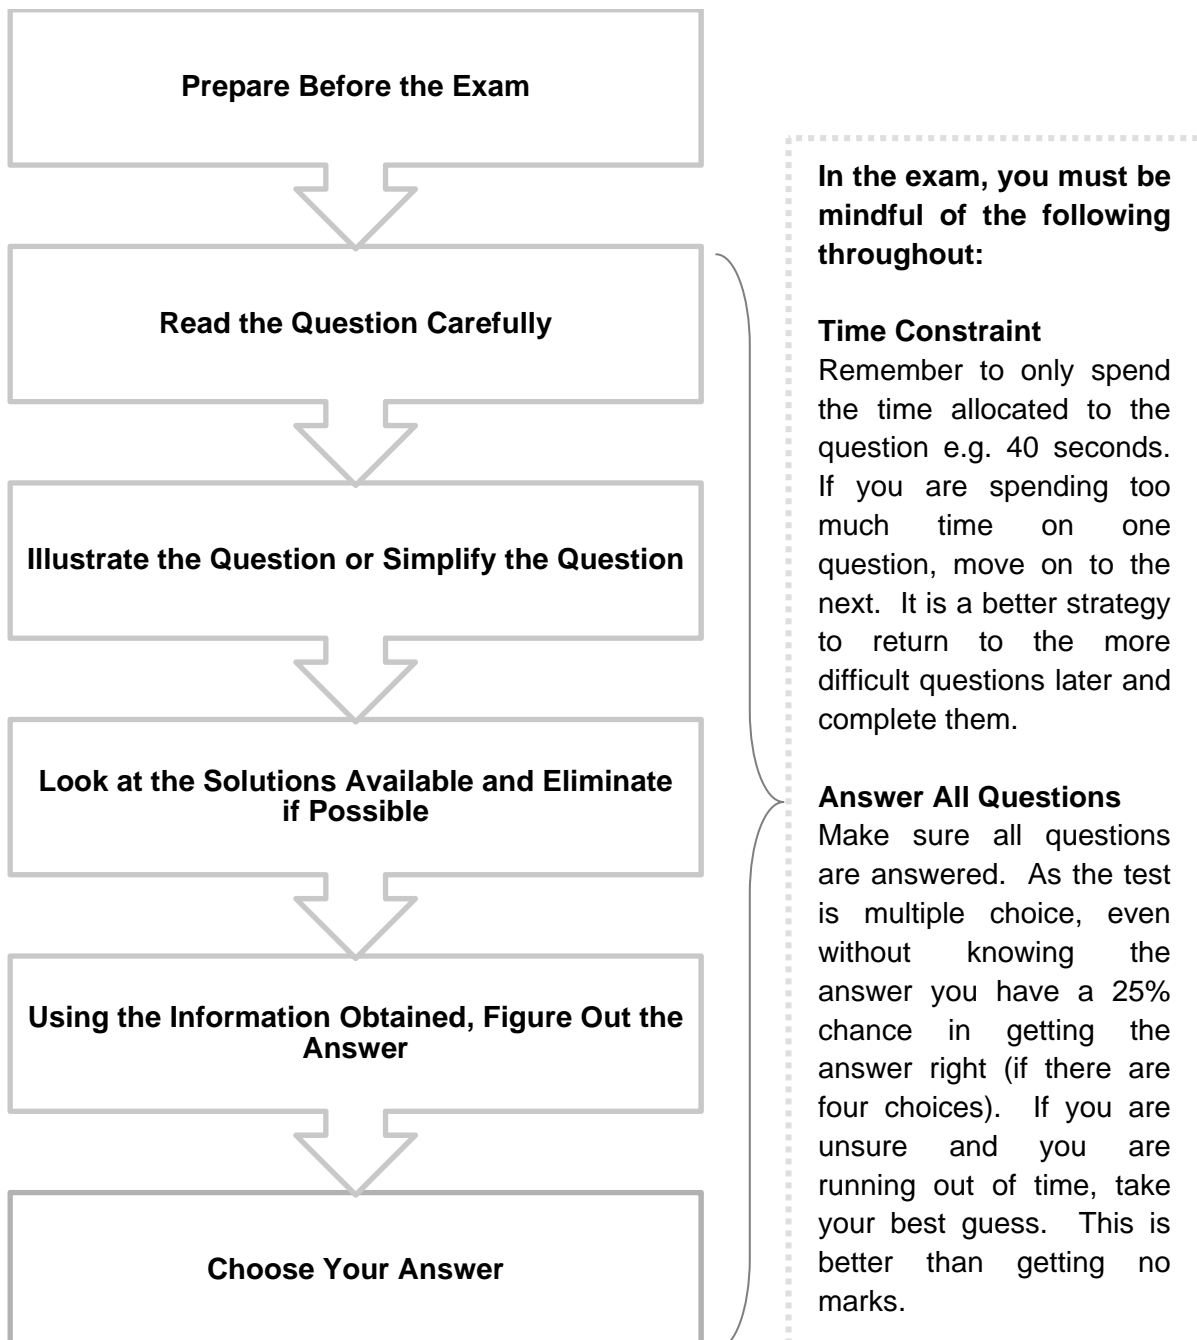 Prepare Before the Exam
Read the Question Carefully
Illustrate the Question or Simplify the Question
Look at the Solutions Available and Eliminate
if Possible
Using the Information Obtained, Figure Out the
Answer
Choose Your Answer
In the exam, you must be
mindful of the following
throughout:
Time Constraint
Remember to only spend
the time allocated to the
question e.g. 40 seconds.
If you are spending too
much time on one
question, move on to the
next. It is a better strategy
to return to the more
difficult questions later and
complete them.
Answer All Questions
Make sure all questions
are answered. As the test
is multiple choice, even
without knowing the
answer you have a 25%
chance in getting the
answer right (if there are
four choices). If you are
unsure and you are
running out of time, take
your best guess. This is
better than getting no
marks.